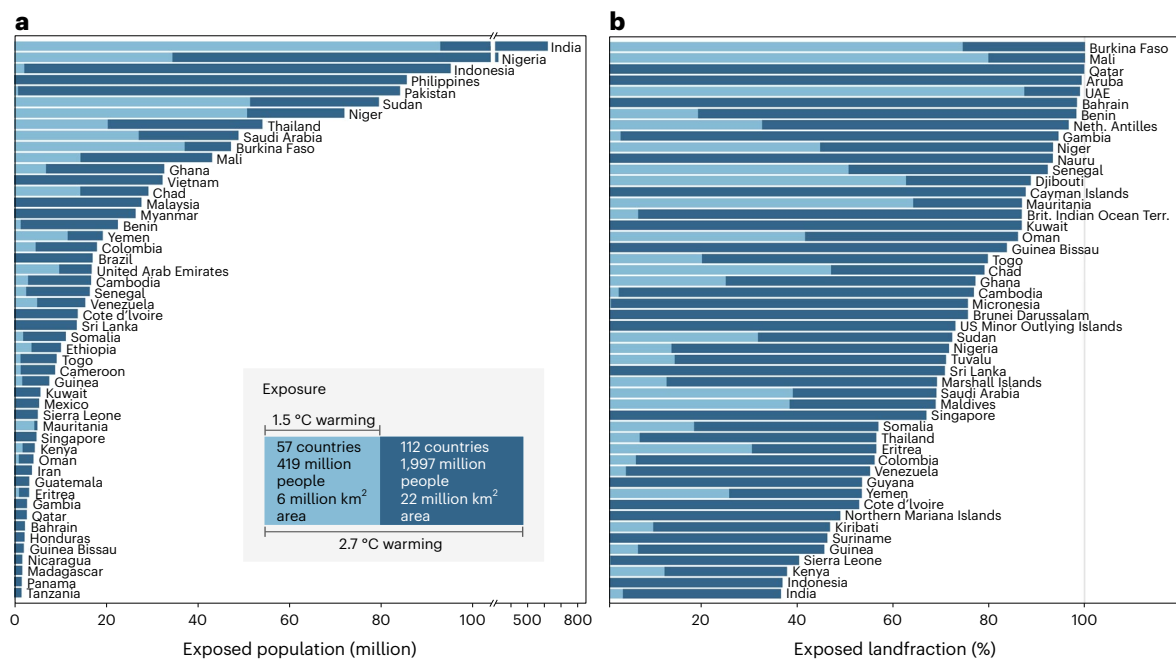 a
India
Nigeria
Indonesia
Philippines
Pakistan
Sudan
Niger
Thailand
Saudi Arabia
Burkina Faso
Mali
Ghana
Vietnam
Chad
Malaysia
Myanmar
Benin
Yemen
Colombia
Brazil
United Arab Emirates
Cambodia
Senegal
Venezuela
Cote d'Ivoire
Sri Lanka
Somalia
Ethiopia
Togo
Cameroon
Guinea
Kuwait
Mexico
Sierra Leone
Mauritania
Singapore
Kenya
Oman
Iran
Guatemala
Eritrea
Gambia
Qatar
Bahrain
Honduras
Guinea Bissau
Nicaragua
Madagascar
Panama
Tanzania
Exposure
1.5 °C warming
57 countries
419 million
people
6 million km²
area
112 countries
1,997 million
people
22 million km²
area
2.7 °C warming
0 20 40 60 80 100 500 800
Exposed population (million)
b
Burkina Faso
Mali
Qatar
Aruba
UAE
Bahrain
Benin
Neth. Antilles
Gambia
Niger
Nauru
Senegal
Djibouti
Cayman Islands
Mauritania
Brit. Indian Ocean Terr.
Kuwait
Oman
Guinea Bissau
Togo
Chad
Ghana
Cambodia
Micronesia
Brunei Darussalam
US Minor Outlying Islands
Sudan
Nigeria
Tuvalu
Sri Lanka
Marshall Islands
Saudi Arabia
Maldives
Singapore
Somalia
Thailand
Eritrea
Colombia
Venezuela
Guyana
Yemen
Cote d'Ivoire
Northern Mariana Islands
Kiribati
Suriname
Guinea
Sierra Leone
Kenya
Indonesia
India
20 40 60 80 100
Exposed landfraction (%)